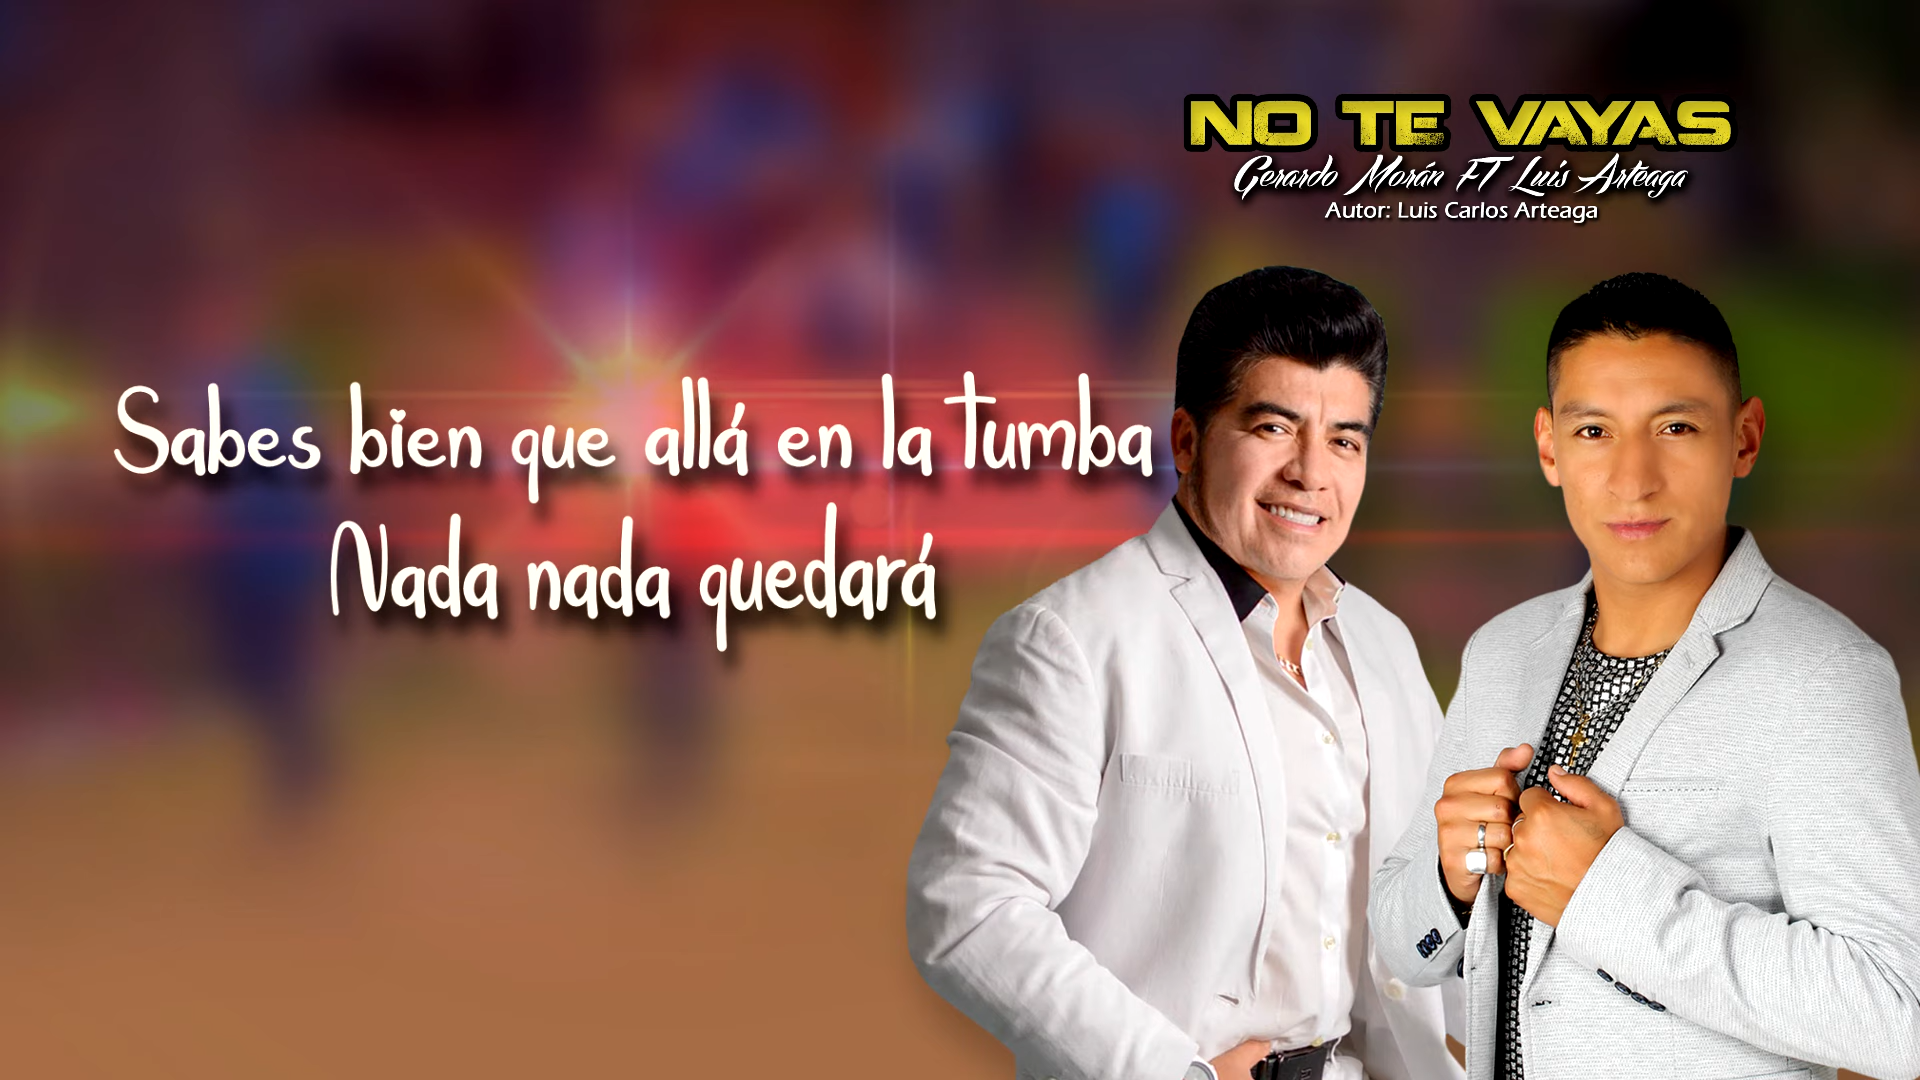 NO TE VAYAS
Gerardo Morán FT Luis Arteaga
Autor: Luis Carlos Arteaga
Sabes bien que allá en la tumba
Nada nada quedará